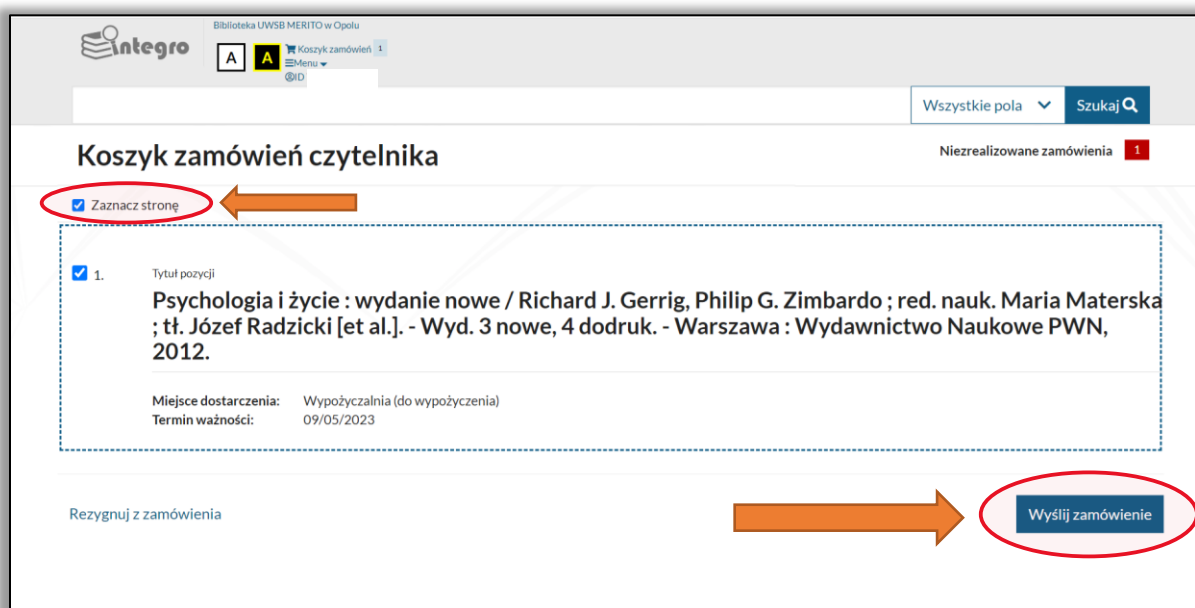 Biblioteka UWSB MERITO w Opolu
integro
A
A
Koszyk zamówień 1
Menu
ID
Wszystkie pola
Szukaj
Koszyk zamówień czytelnika
Niezrealizowane zamówienia 1
Zaznacz stronę
1.
Tytuł pozycji
Psychologia i życie : wydanie nowe / Richard J. Gerrig, Philip G. Zimbardo ; red. nauk. Maria Materska
; tł. Józef Radzicki [et al.]. - Wyd. 3 nowe, 4 dodruk. - Warszawa : Wydawnictwo Naukowe PWN,
2012.
Miejsce dostarczenia: Wypożyczalnia (do wypożyczenia)
Termin ważności: 09/05/2023
Rezygnuj z zamówienia
Wyślij zamówienie